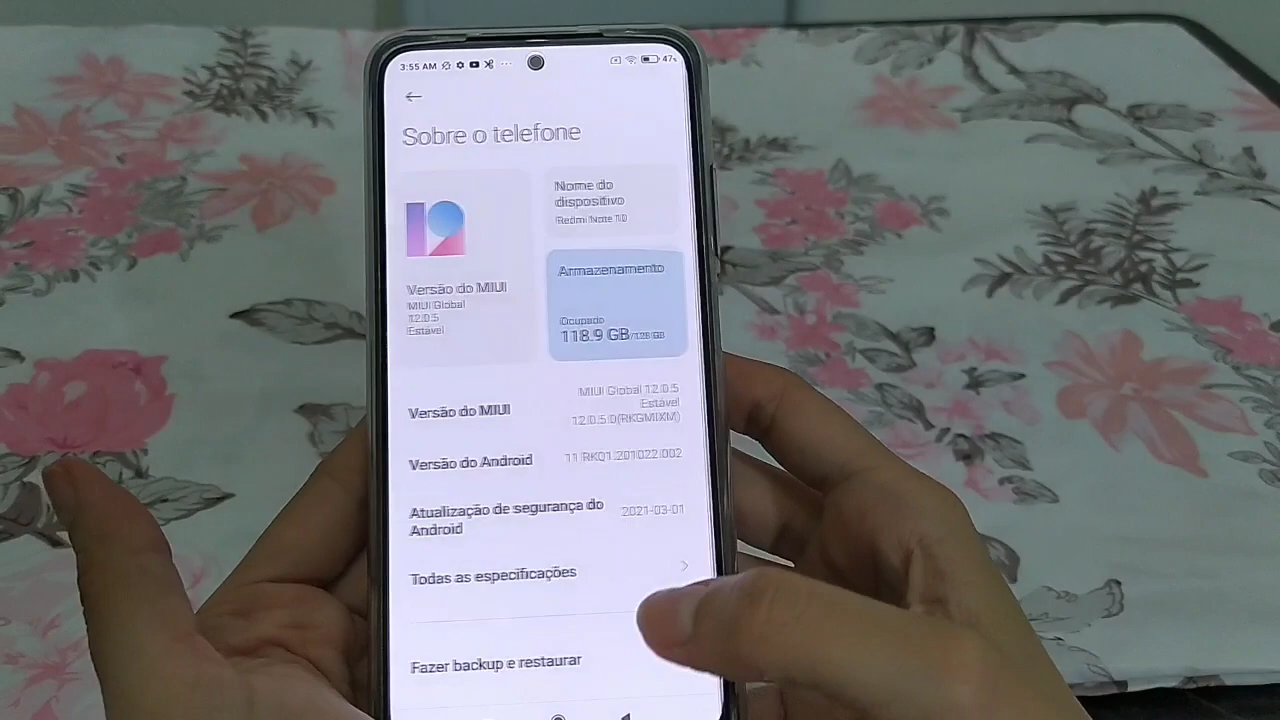 3:55 AM
47%
Sobre o telefone
Nome do
dispositivo
Redmi Note 10
Armazenamento
Ocupado
118.9 GB/128 GB
Versão do MIUI
MIUI Global
12.0.5
Estável
Versão do MIUI
MIUI Global 12.0.5
Estável
12.0.5.0(RKGMIXM)
Versão do Android
11 RKQ1.201022.002
Atualização de segurança do
Android
2021-03-01
Todas as especificações
Fazer backup e restaurar